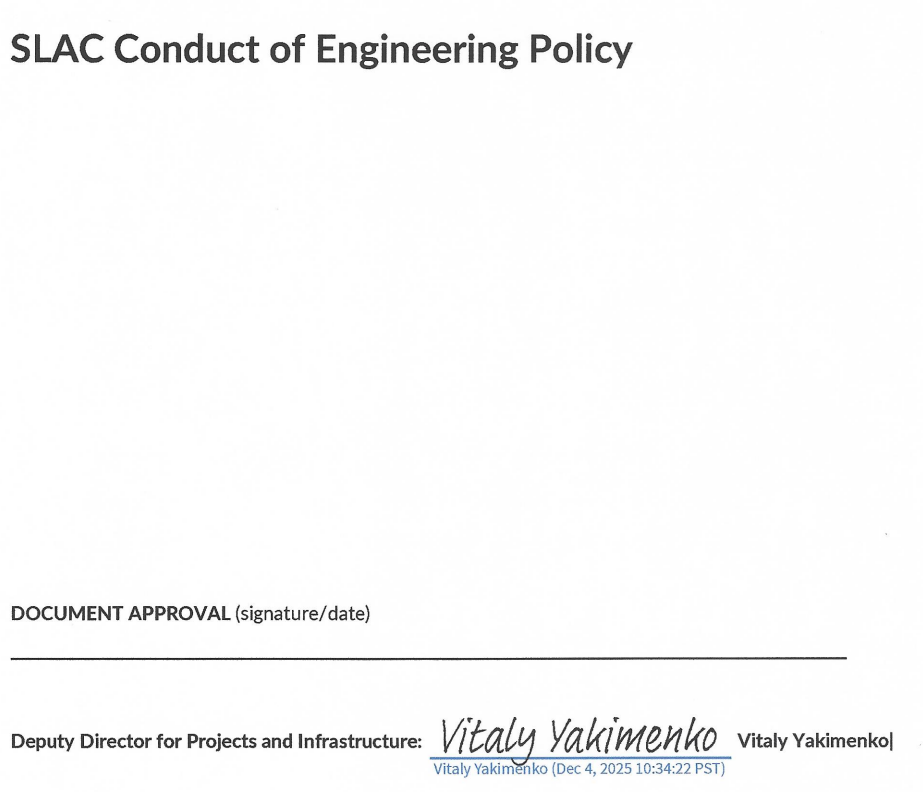 SLAC Conduct of Engineering Policy
DOCUMENT APPROVAL (signature/date)
Deputy Director for Projects and Infrastructure: Vitaly Yakimenko Vitaly Yakimenko|
Vitaly Yakimenko (Dec 4, 2025 10:34:22 PST)